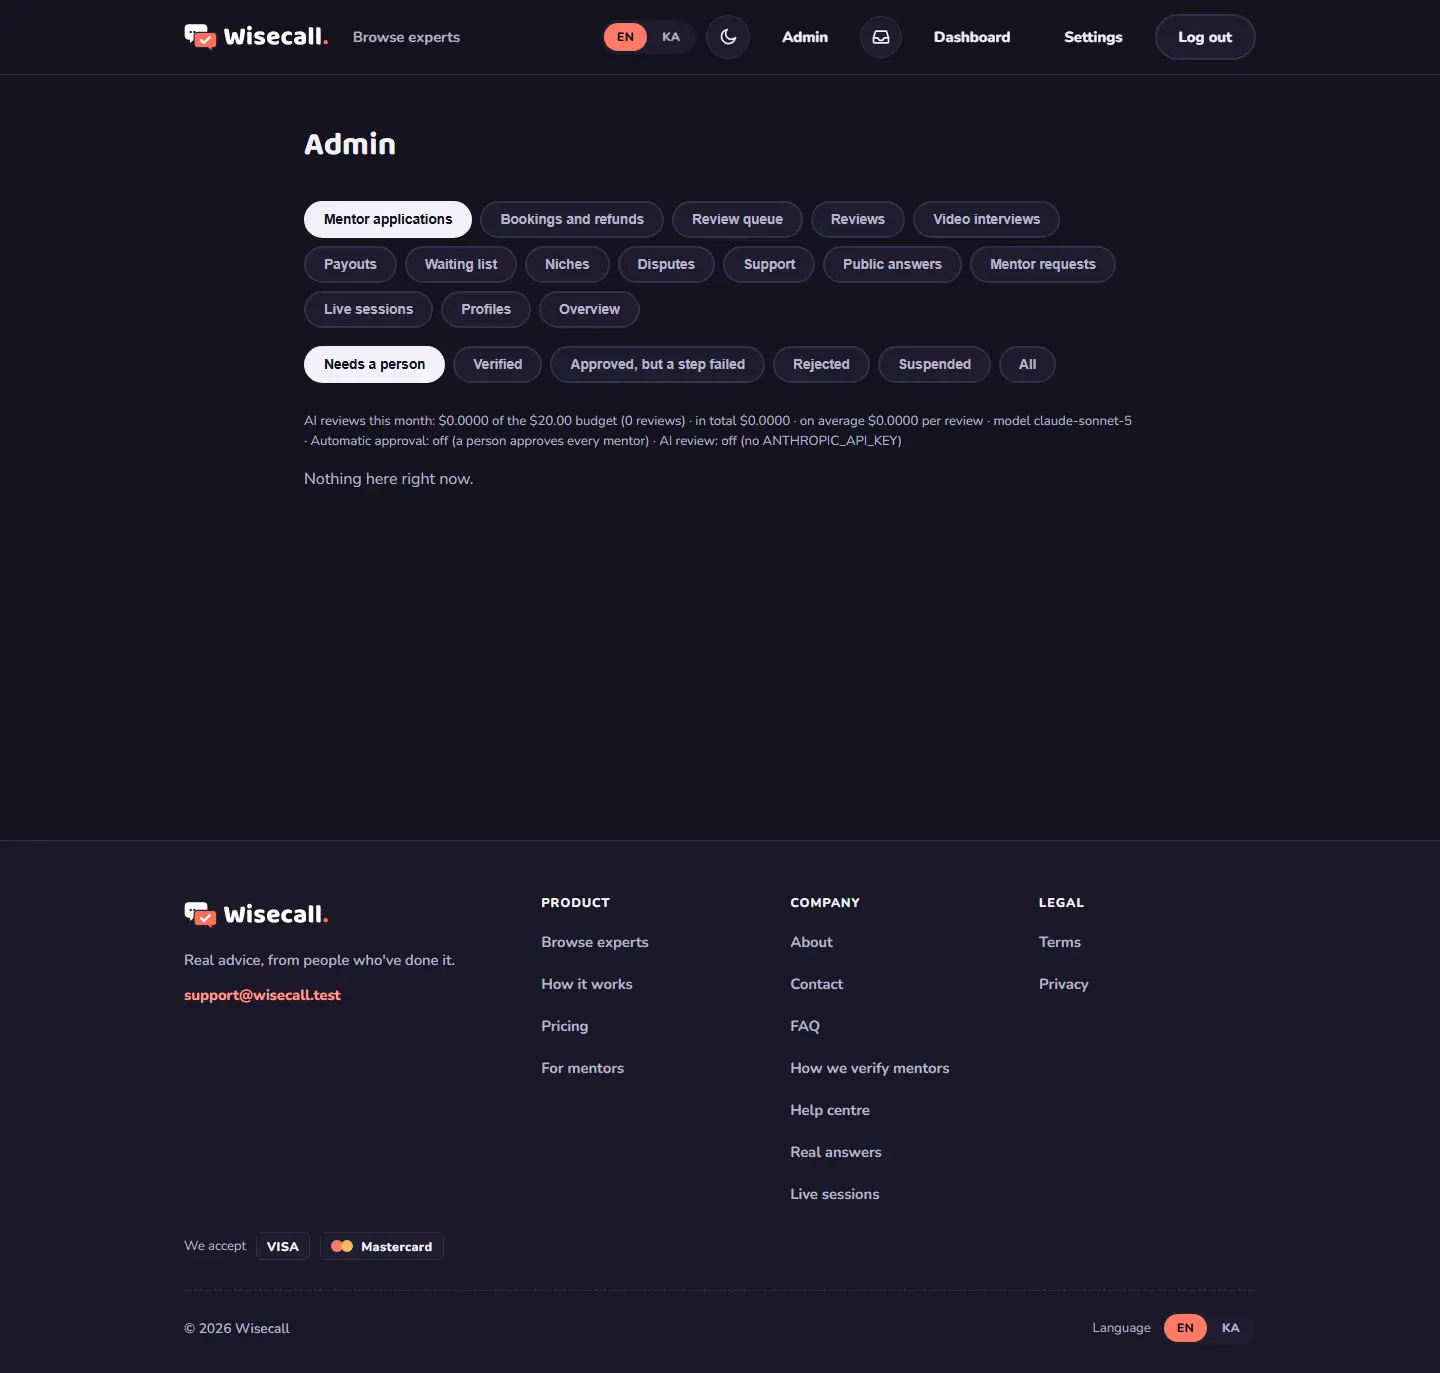 Wisecall.
Browse experts
EN KA
Admin
Dashboard
Settings
Log out
Admin
Mentor applications
Bookings and refunds
Review queue
Reviews
Video interviews
Payouts
Waiting list
Niches
Disputes
Support
Public answers
Mentor requests
Live sessions
Profiles
Overview
Needs a person
Verified
Approved, but a step failed
Rejected
Suspended
All
AI reviews this month: $0.0000 of the $20.00 budget (0 reviews) · in total $0.0000 · on average $0.0000 per review · model claude-sonnet-5
· Automatic approval: off (a person approves every mentor) · AI review: off (no ANTHROPIC_API_KEY)
Nothing here right now.
Wisecall.
Real advice, from people who've done it.
support@wisecall.test
PRODUCT
Browse experts
How it works
Pricing
For mentors
COMPANY
About
Contact
FAQ
How we verify mentors
Help centre
Real answers
Live sessions
LEGAL
Terms
Privacy
We accept
VISA
Mastercard
© 2026 Wisecall
Language
EN KA